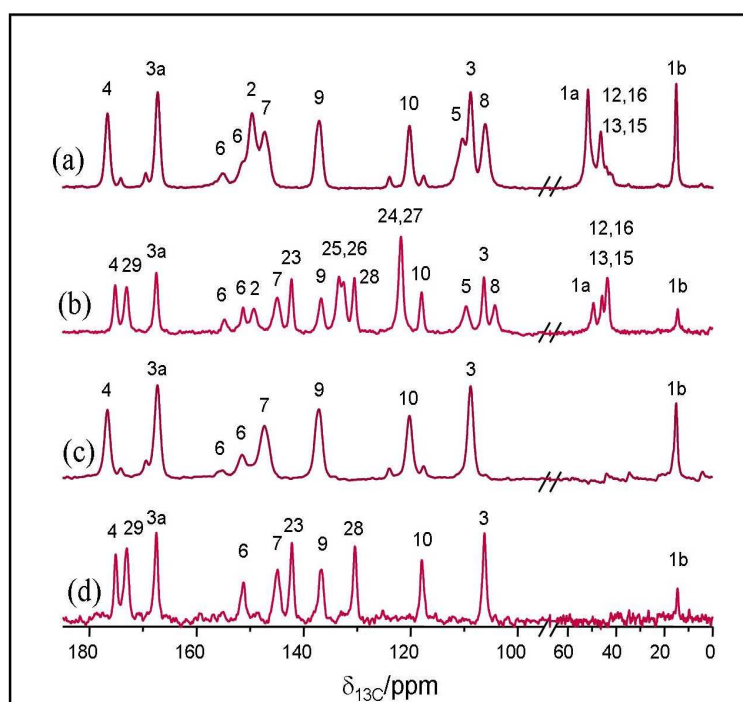 4 3a 6 6 2 7 9 10 5 3 8 1a 12,16 1b
13,15
(a)
4 29 3a 6 6 2 7 23 9 25,26 28 24,27 10 5 3 8 1a 12,16 1b
13,15
(b)
4 3a 6 6 7 9 10 3 1b
(c)
4 29 3a 6 7 23 9 28 10 3 1b
(d)
180 160 140 120 100 60 40 20 0
δ13C/ppm